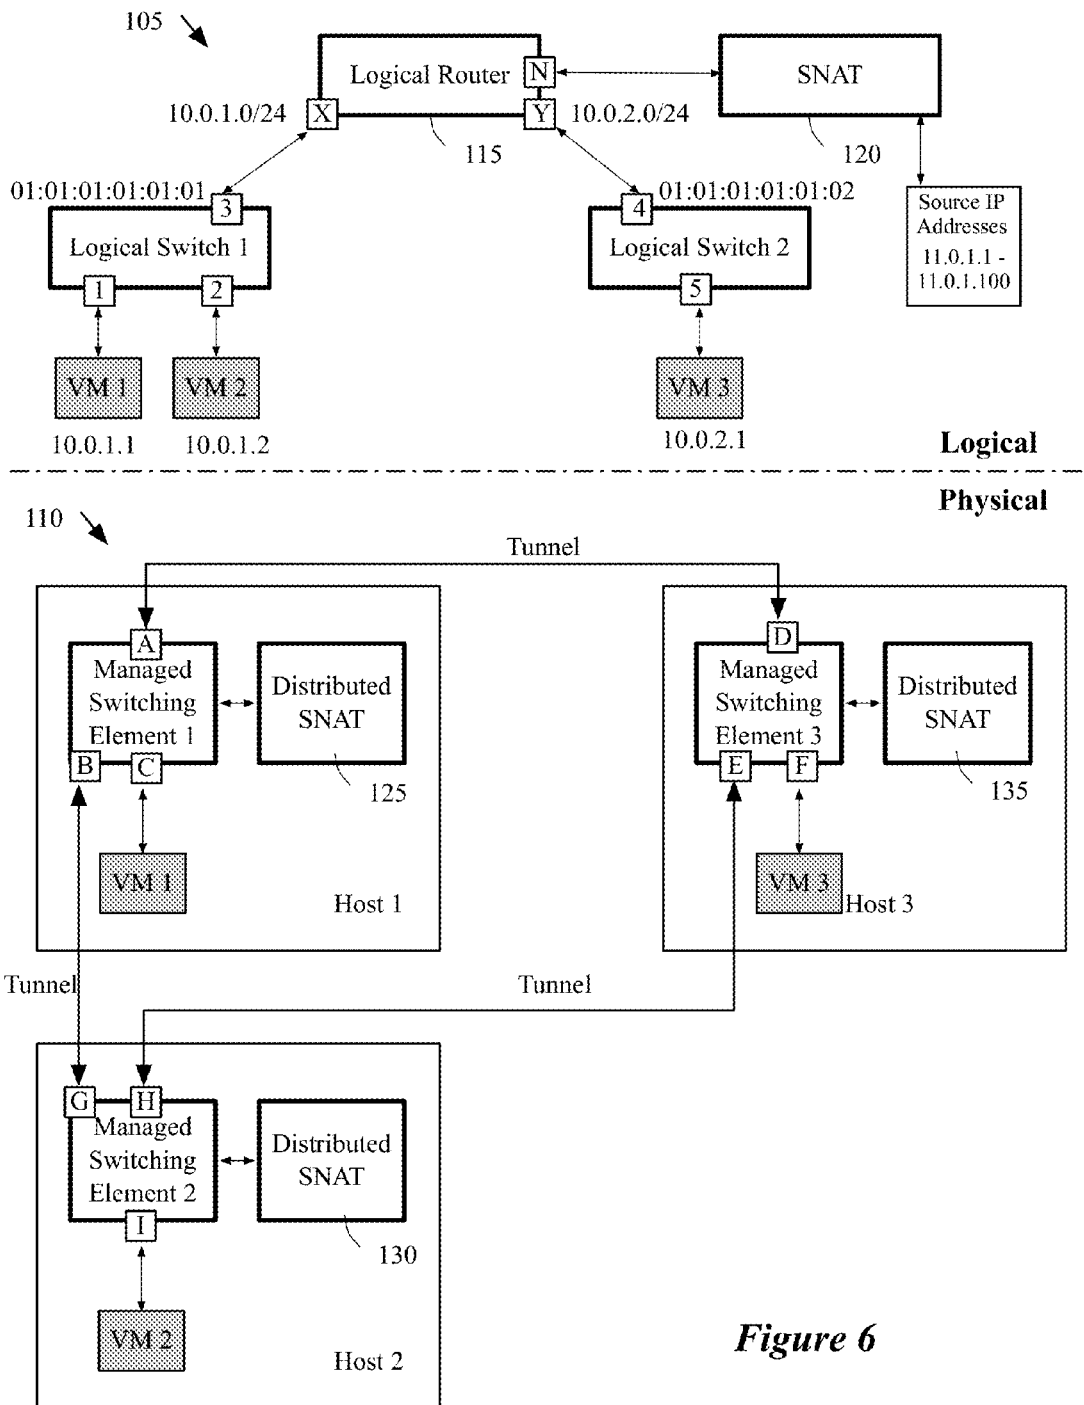 105
Logical Router
N
SNAT
10.0.1.0/24
X
Y
10.0.2.0/24
115
120
01:01:01:01:01:01
3
4
01:01:01:01:01:02
Source IP
Addresses
11.0.1.1 -
11.0.1.100
Logical Switch 1
Logical Switch 2
1
2
5
VM 1
VM 2
VM 3
10.0.1.1
10.0.1.2
10.0.2.1
Logical
Physical
110
Tunnel
A
Managed
Switching
Element 1
Distributed
SNAT
B
C
125
VM 1
Host 1
D
Managed
Switching
Element 3
Distributed
SNAT
E
F
135
VM 3
Host 3
Tunnel
Tunnel
G
H
Managed
Switching
Element 2
Distributed
SNAT
I
130
VM 2
Host 2
Figure 6